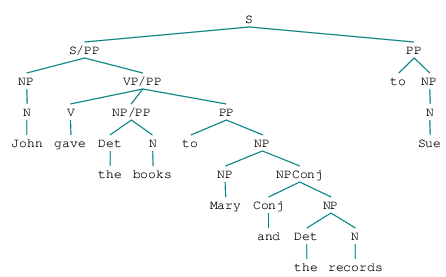 S
S/PP PP
NP VP/PP to NP
N V NP/PP PP N
John gave Det N to NP Sue
the books NP NPConj
Mary Conj NP
and Det N
the records